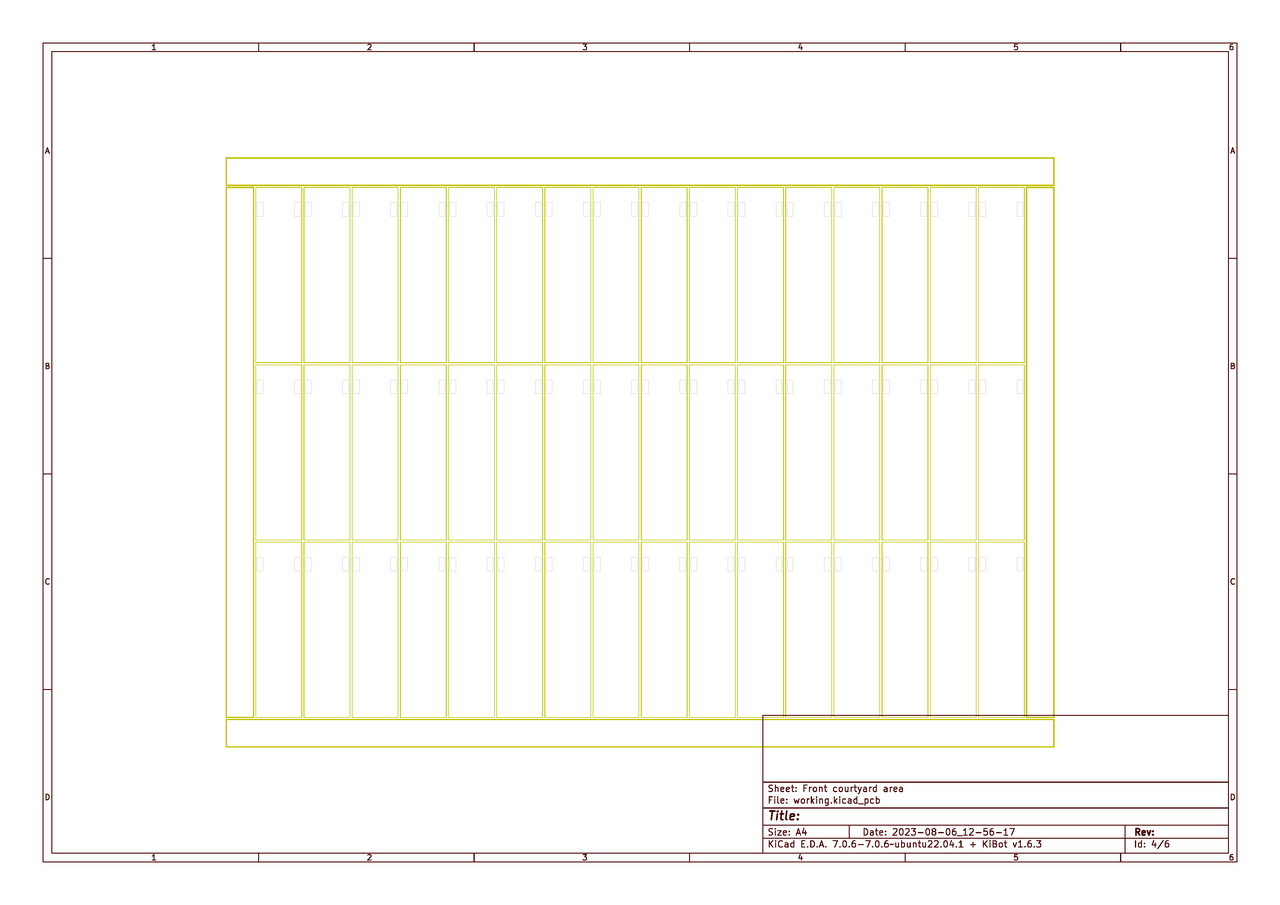 1 2 3 4 5 6
A A
B B
C C
D D
Sheet: Front courtyard area
File: working.kicad_pcb
Title:
Size: A4 Date: 2023-08-06_12-56-17 Rev:
KiCad E.D.A. 7.0.6-7.0.6~ubuntu22.04.1 + KiBot v1.6.3 Id: 4/6
1 2 3 4 5 6